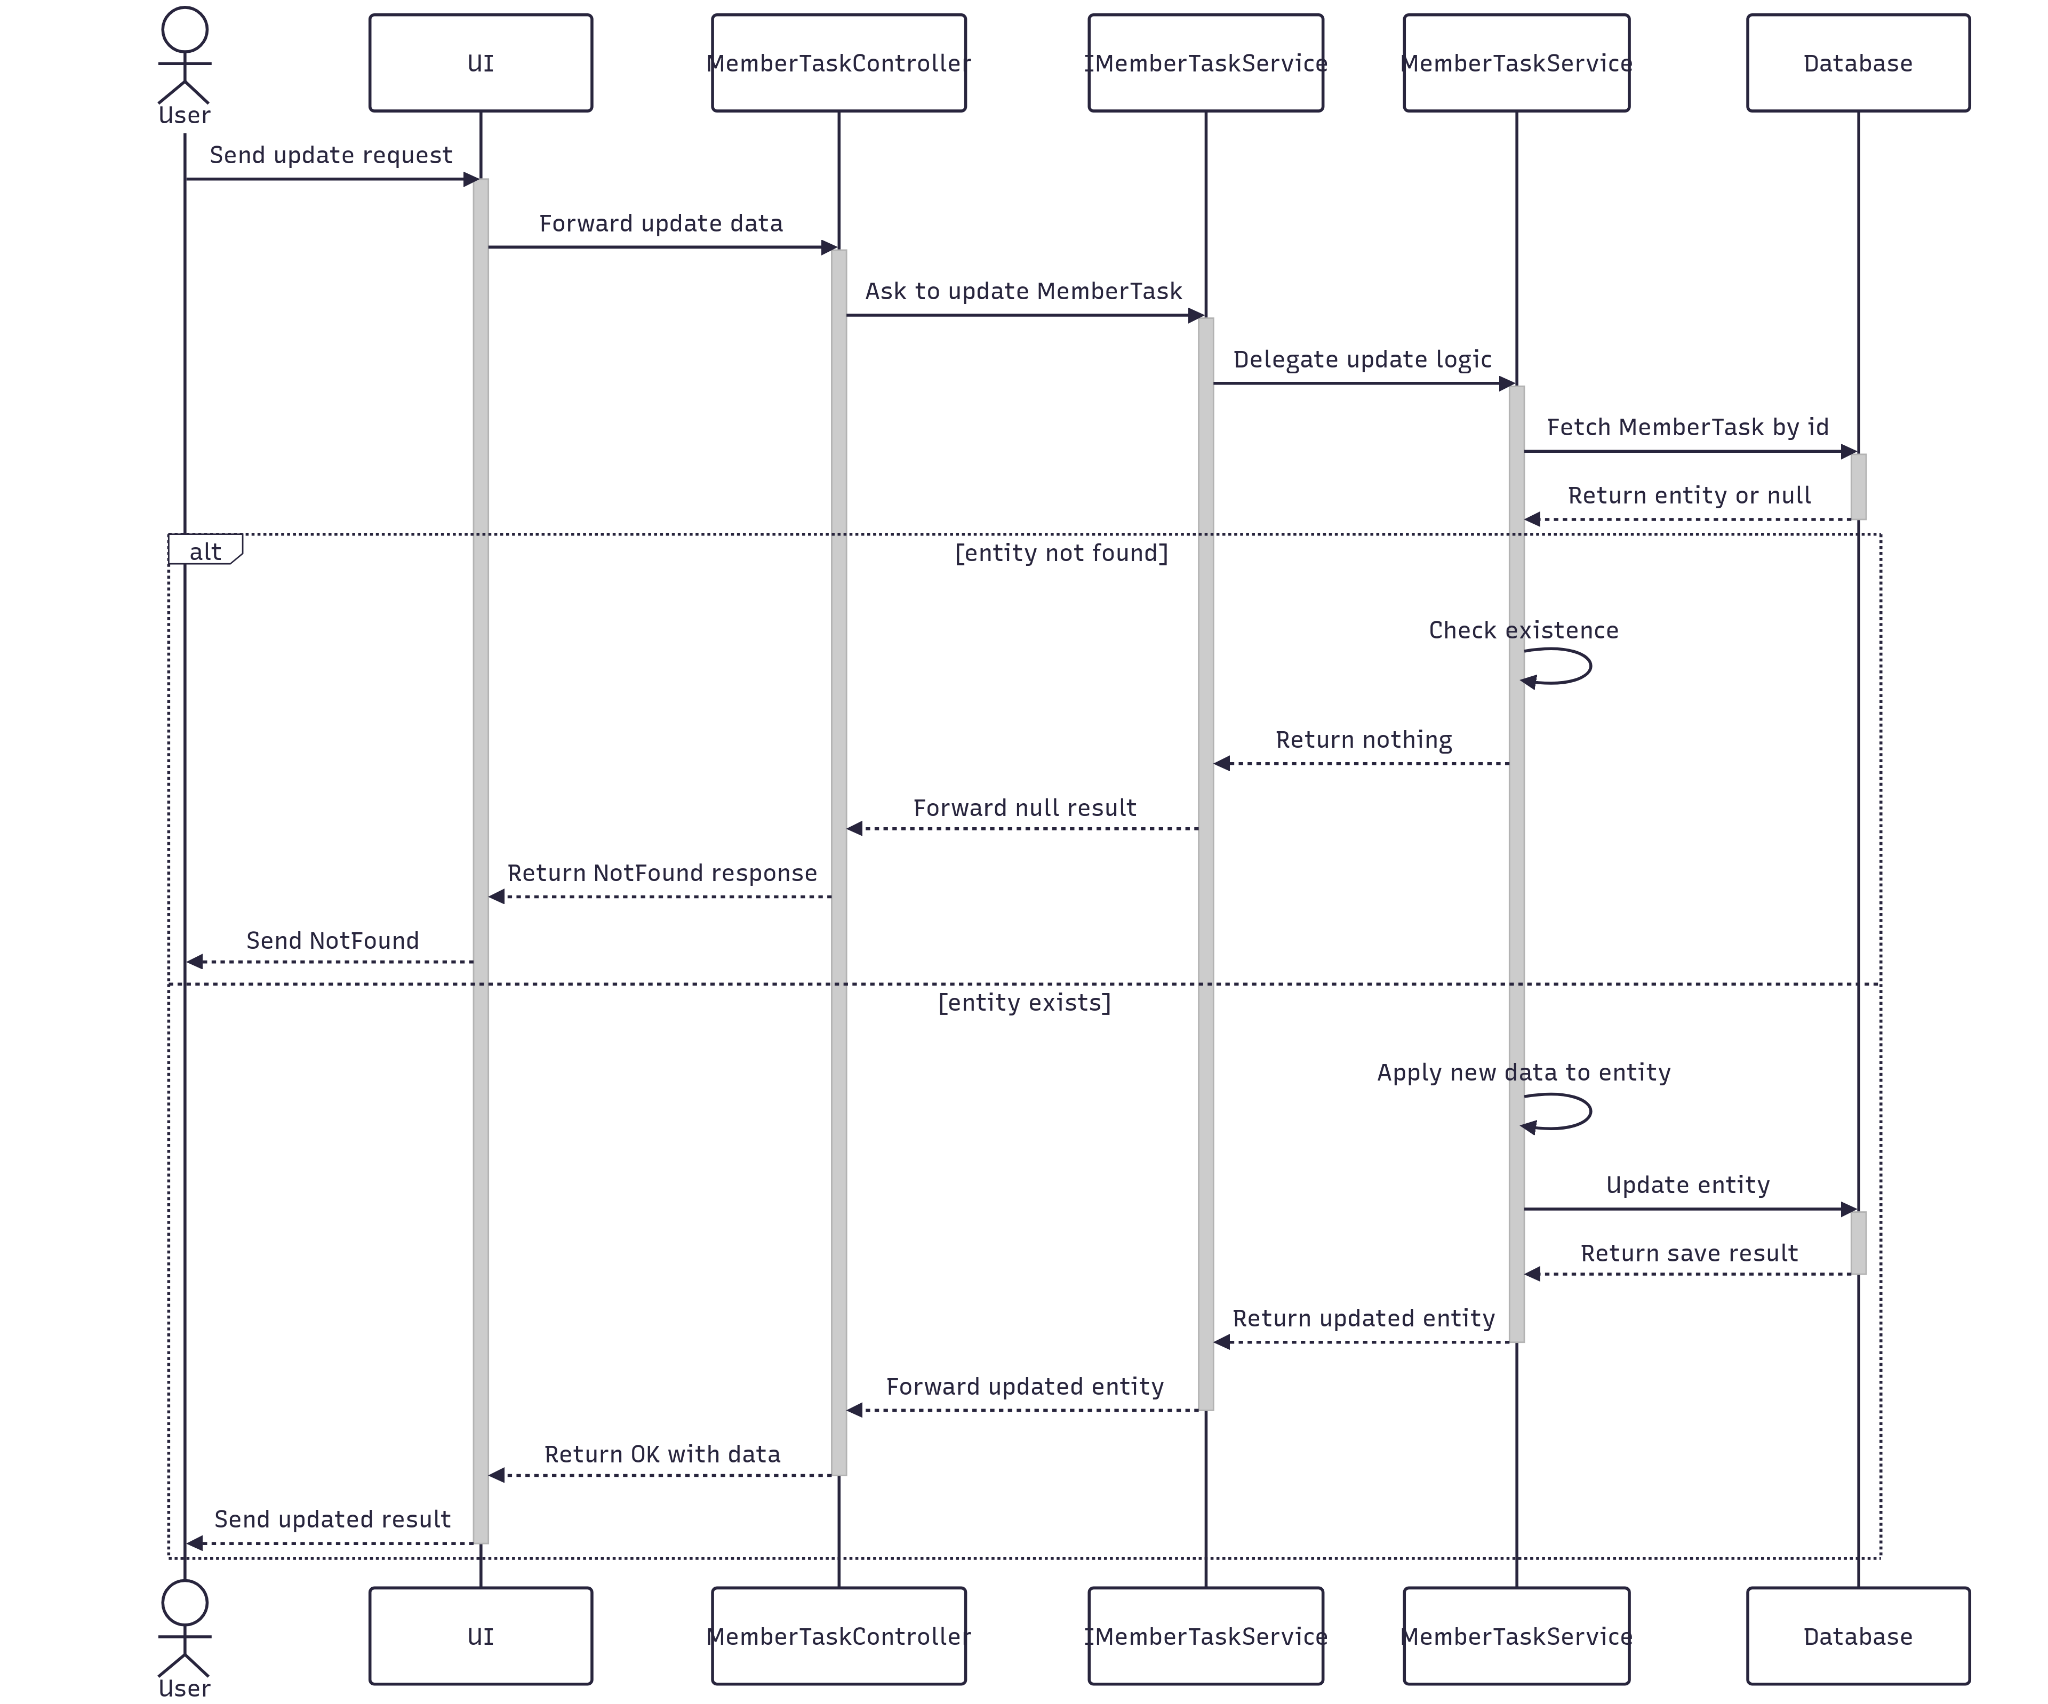 User
UI
MemberTaskController
IMemberTaskService
MemberTaskService
Database
Send update request
Forward update data
Ask to update MemberTask
Delegate update logic
Fetch MemberTask by id
Return entity or null
alt
[entity not found]
Check existence
Return nothing
Forward null result
Return NotFound response
Send NotFound
[entity exists]
Apply new data to entity
Update entity
Return save result
Return updated entity
Forward updated entity
Return OK with data
Send updated result
User
UI
MemberTaskController
IMemberTaskService
MemberTaskService
Database